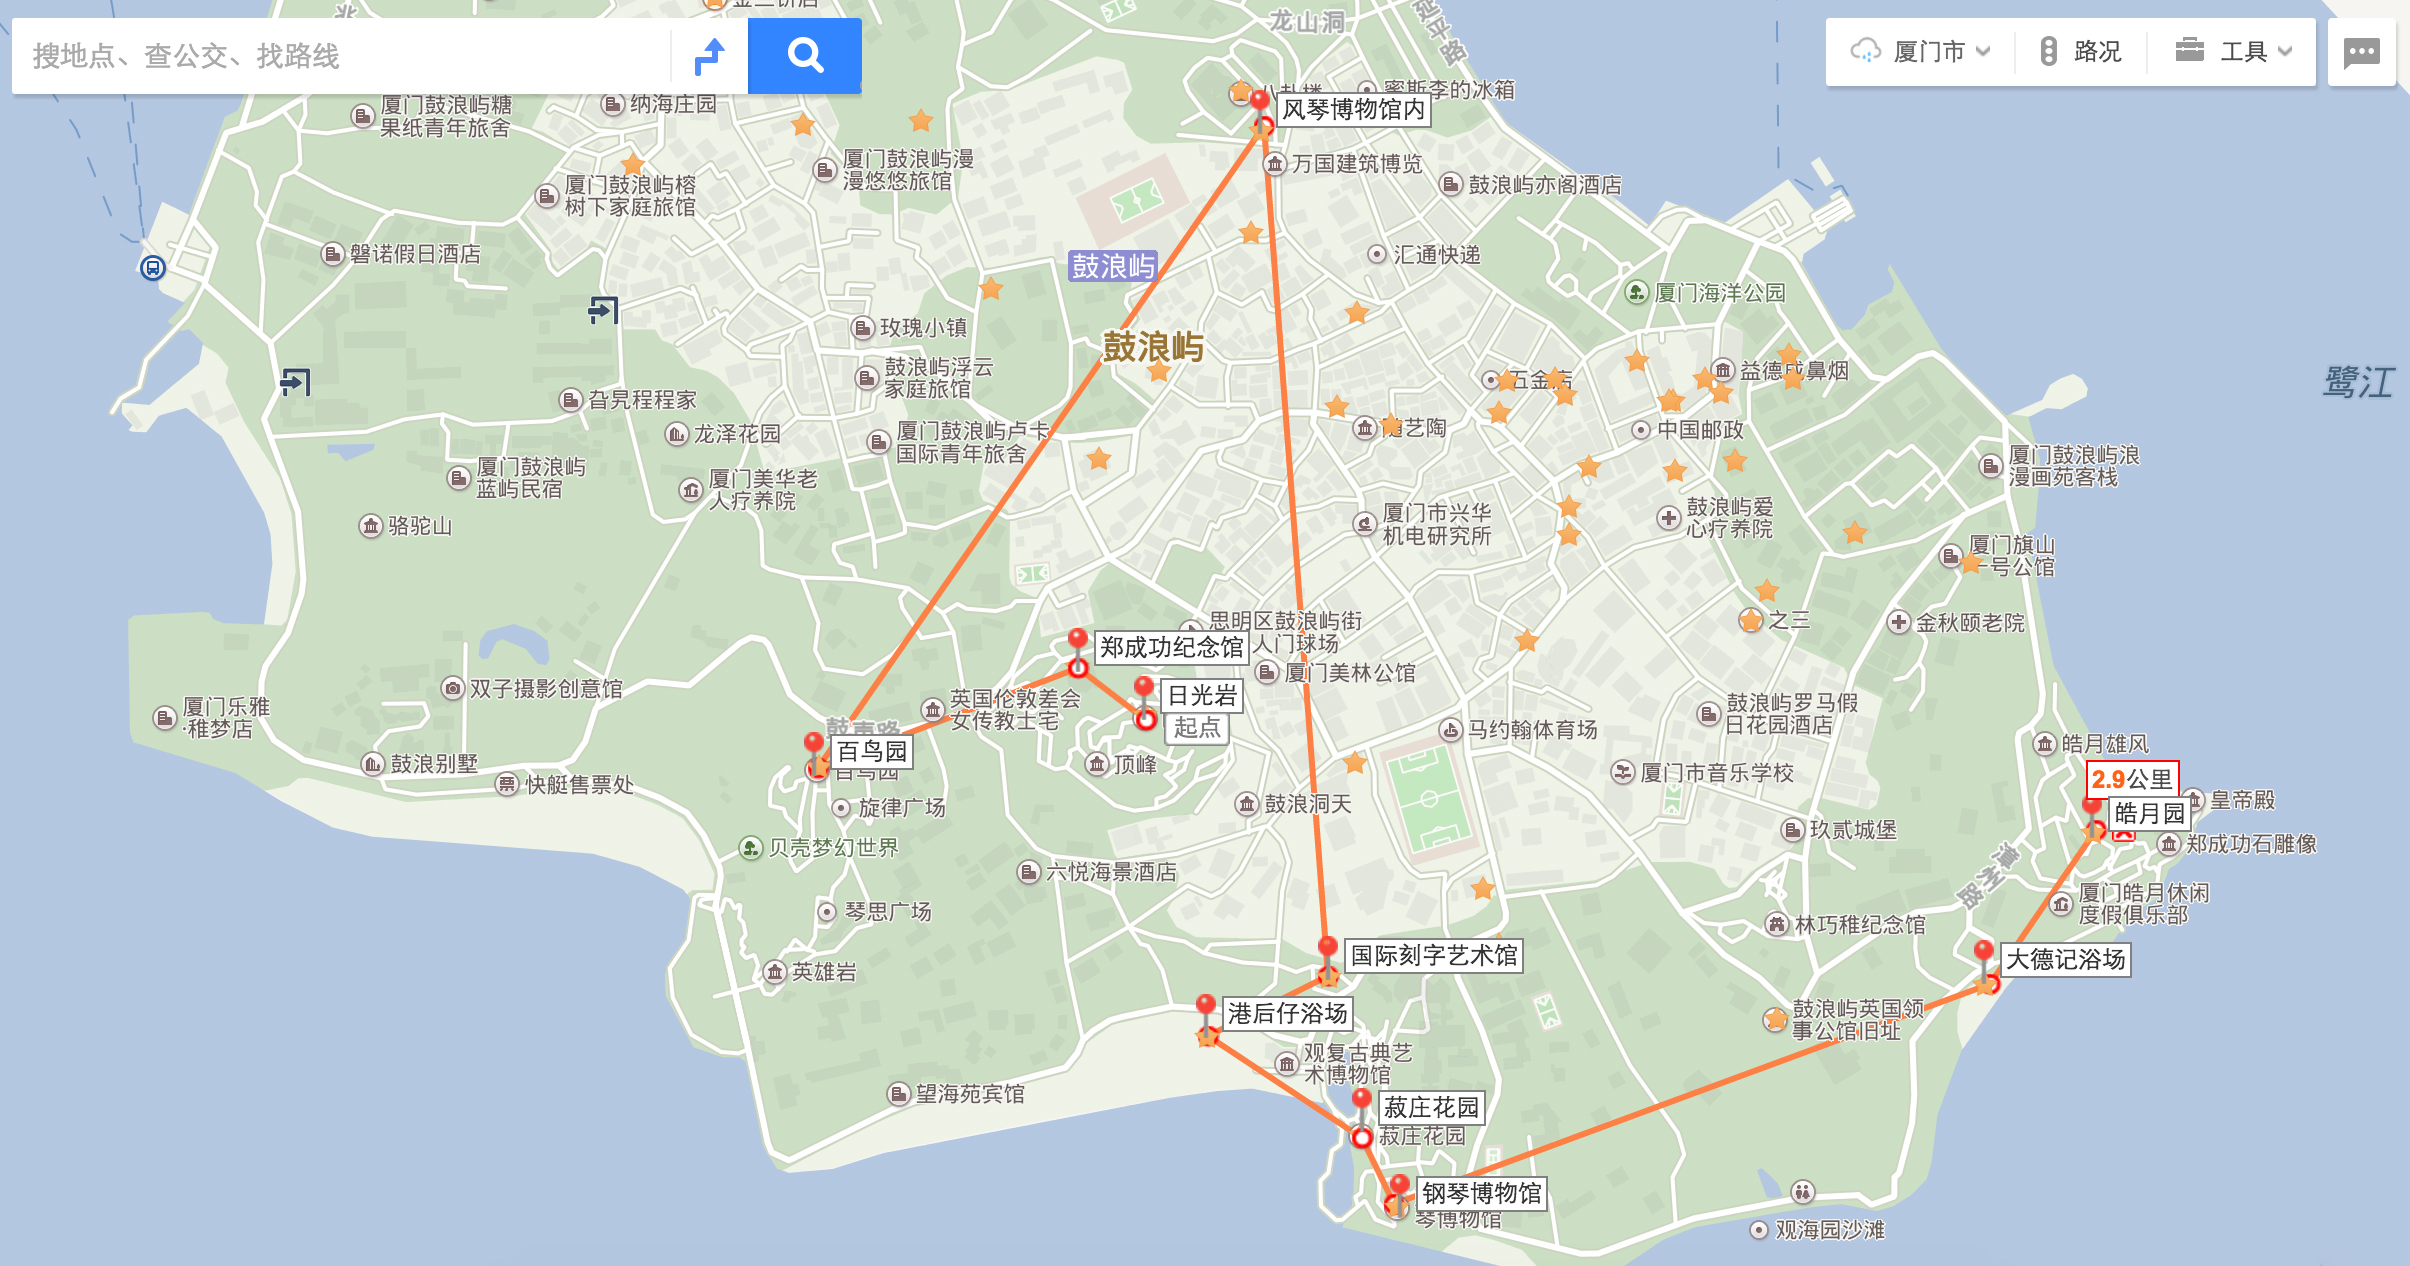 搜地点、查公交、找路线
厦门市
路况
工具
龙山洞
延平路
八卦楼
蜜斯李的冰箱
风琴博物馆内
厦门鼓浪屿糖
果纸青年旅舍
纳海庄园
万国建筑博览
厦门鼓浪屿漫
漫悠悠旅馆
厦门鼓浪屿榕
树下家庭旅馆
鼓浪屿亦阁酒店
磐诺假日酒店
鼓浪屿
汇通快递
厦门海洋公园
玫瑰小镇
鼓浪屿
鼓浪屿浮云
家庭旅馆
五金店
益德成鼻烟
鹭江
旮旯程程家
龙泽花园
厦门鼓浪屿卢卡
国际青年旅舍
随艺陶
中国邮政
厦门鼓浪屿
蓝屿民宿
厦门美华老
人疗养院
厦门鼓浪屿浪
漫画苑客栈
骆驼山
厦门市兴华
机电研究所
鼓浪屿爱
心疗养院
厦门旗山
一号公馆
思明区鼓浪屿街
人门球场
之三
金秋颐老院
郑成功纪念馆
厦门美林公馆
双子摄影创意馆
日光岩
起点
英国伦敦差会
女传教士宅
厦门乐雅
·稚梦店
鼓声路
百鸟园
百鸟园
马约翰体育场
鼓浪屿罗马假
日花园酒店
皓月雄风
鼓浪别墅
快艇售票处
顶峰
厦门市音乐学校
2.9公里
皓月园
皇帝殿
旋律广场
鼓浪洞天
玖贰城堡
郑成功石雕像
贝壳梦幻世界
六悦海景酒店
漳州路
厦门皓月休闲
度假俱乐部
琴思广场
林巧稚纪念馆
英雄岩
国际刻字艺术馆
大德记浴场
港后仔浴场
鼓浪屿英国领
事公馆旧址
观复古典艺
术博物馆
望海苑宾馆
菽庄花园
菽庄花园
钢琴博物馆
琴博物馆
观海园沙滩